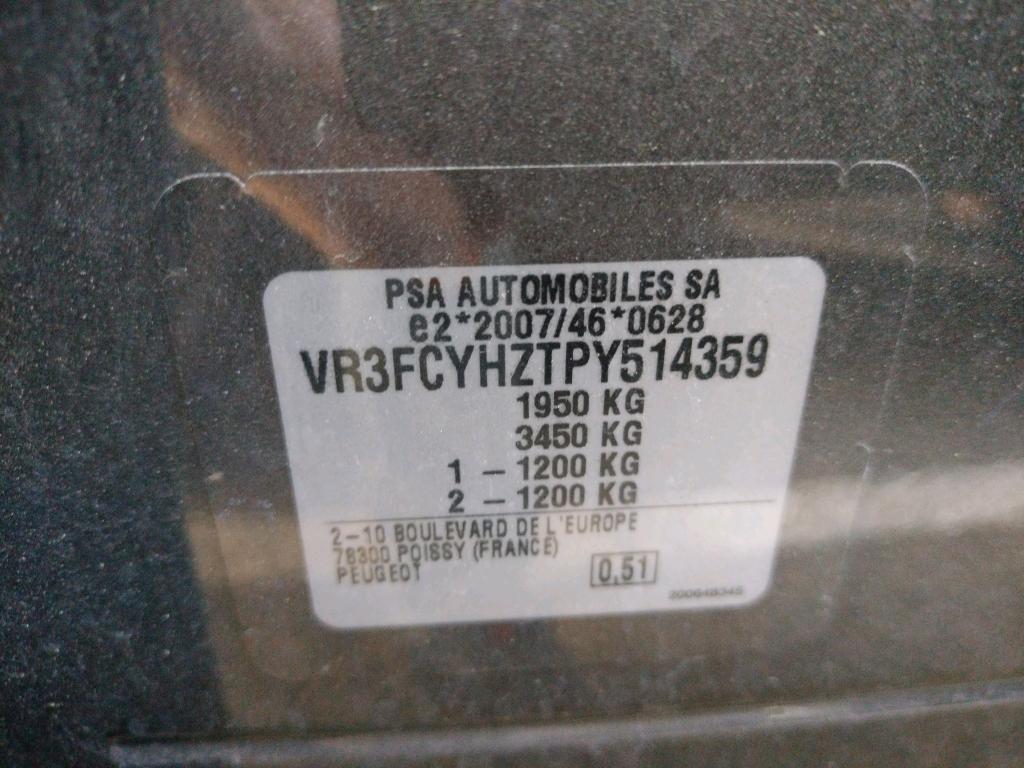 PSA AUTOMOBILES SA
e2*2007/46*0628
VR3FCYHZTPY514359
1950 KG
3450 KG
1 – 1200 KG
2 – 1200 KG
2–10 BOULEVARD DE L'EUROPE
78300 POISSY (FRANCE)
PEUGEOT
0,51